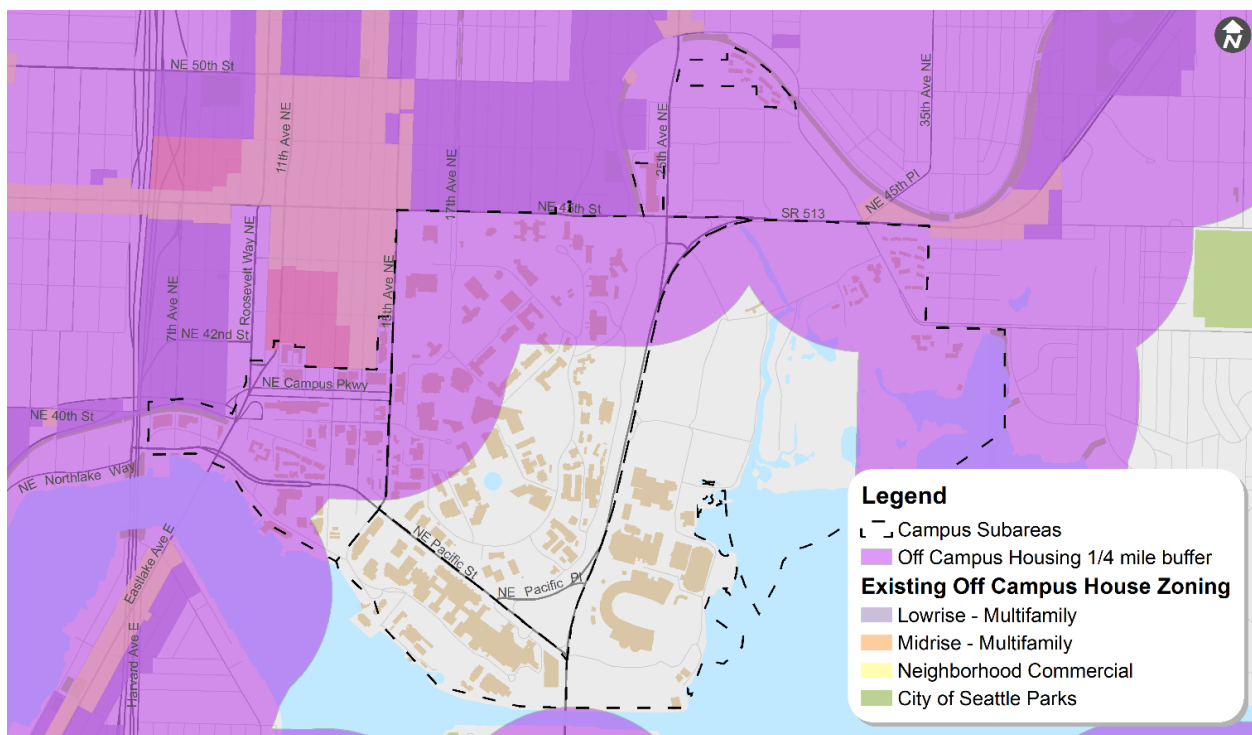 N
NE 50th St
11th Ave NE
17th Ave NE
25th Ave NE
35th Ave NE
NE 45th Pl
NE 45th St
SR 513
Roosevelt Way NE
15th Ave NE
7th Ave NE
NE 42nd St
NE Campus Pkwy
NE 40th St
NE Northlake Way
Eastlake Ave E
Harvard Ave E
NE Pacific St
NE Pacific Pl
Legend
Campus Subareas
Off Campus Housing 1/4 mile buffer
Existing Off Campus House Zoning
Lowrise - Multifamily
Midrise - Multifamily
Neighborhood Commercial
City of Seattle Parks